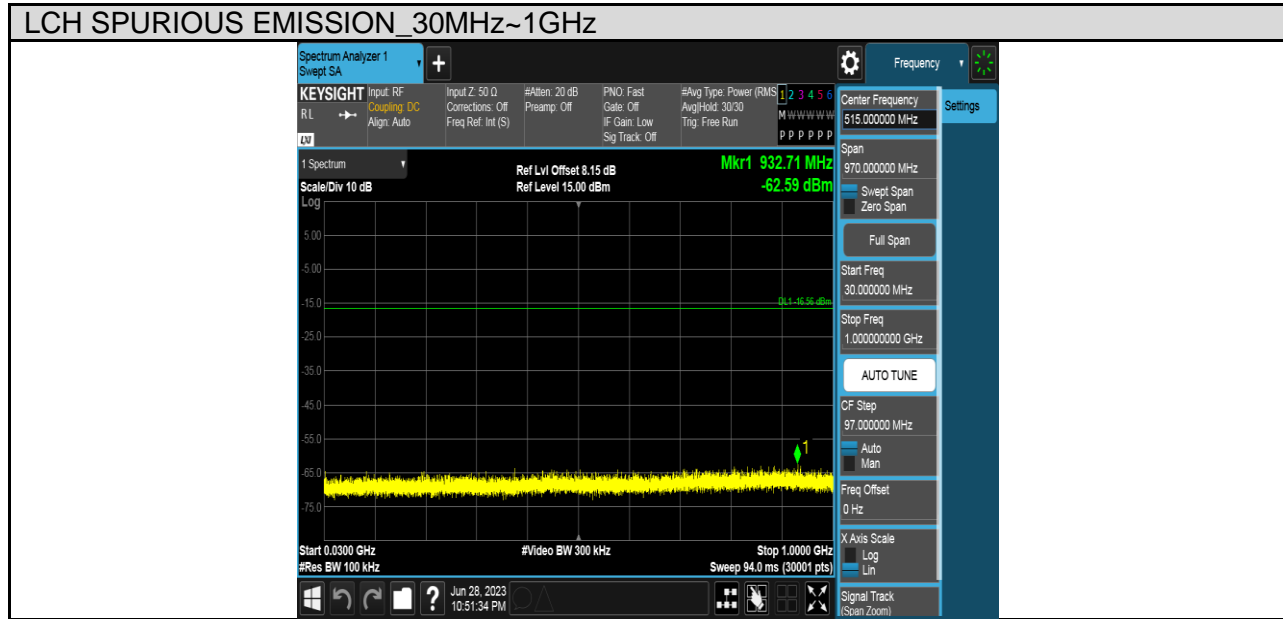 LCH SPURIOUS EMISSION_30MHz~1GHz
Spectrum Analyzer 1
Swept SA
+
Frequency
KEYSIGHT
RL
LXI
Input: RF
Coupling: DC
Align: Auto
Input Z: 50 Ω
Corrections: Off
Freq Ref: Int (S)
#Atten: 20 dB
Preamp: Off
PNO: Fast
Gate: Off
IF Gain: Low
Sig Track: Off
#Avg Type: Power (RMS
Avg|Hold: 30/30
Trig: Free Run
1 2 3 4 5 6
M W W W W W
P P P P P P
1 Spectrum
Scale/Div 10 dB
Log
Ref Lvl Offset 8.15 dB
Ref Level 15.00 dBm
Mkr1 932.71 MHz
-62.59 dBm
5.00
-5.00
-15.0
DL1 -16.56 dBm
-25.0
-35.0
-45.0
-55.0
1
-65.0
-75.0
Start 0.0300 GHz
#Res BW 100 kHz
#Video BW 300 kHz
Stop 1.0000 GHz
Sweep 94.0 ms (30001 pts)
?
Jun 28, 2023
10:51:34 PM
Center Frequency
515.000000 MHz
Settings
Span
970.000000 MHz
Swept Span
Zero Span
Full Span
Start Freq
30.000000 MHz
Stop Freq
1.000000000 GHz
AUTO TUNE
CF Step
97.000000 MHz
Auto
Man
Freq Offset
0 Hz
X Axis Scale
Log
Lin
Signal Track
(Span Zoom)